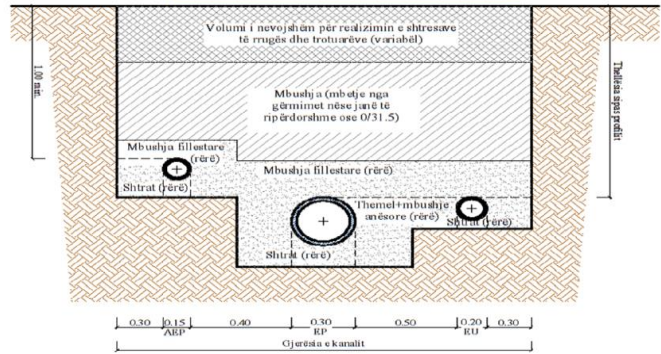 Volumi i nevojshëm për realizimin e shtresave
të rrugës dhe trotuarëve (variabël)
1.00 min.
Thellësia sipas profilit
Mbushja (mbetje nga
gërmimet nëse janë të
ripërdorshme ose 0/31.5)
Mbushja fillestare
(rërë)
Mbushja fillestare (rërë)
Shtrat (rërë)
Themel+mbushje
anësore (rërë)
Shtrat (rërë)
Shtrat (rërë)
0.30 0.15 0.40 0.30 0.50 0.20 0.30
AEP EP EU
Gjerësia e kanalit